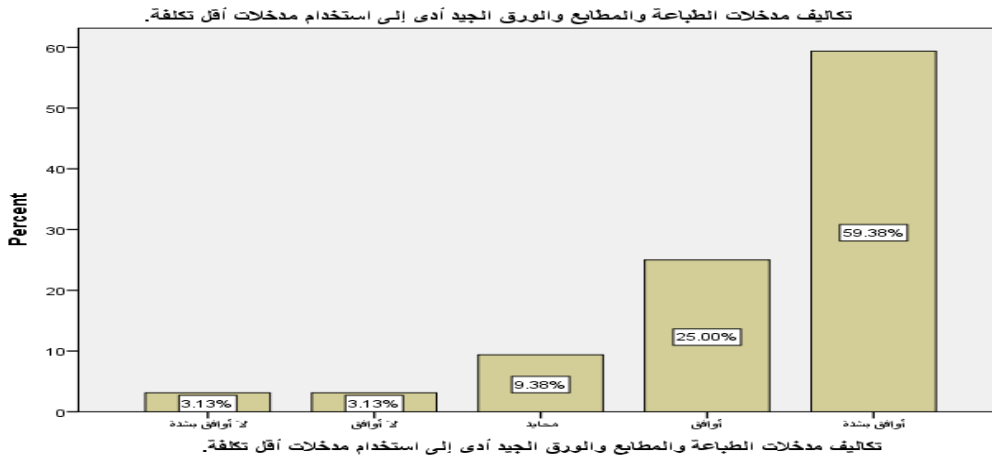 تكاليف مدخلات الطباعة والمطابع والورق الجيد أدى إلى استخدام مدخلات أقل تكلفة.
60
50
40
30
20
10
0
Percent
3.13%
3.13%
9.38%
25.00%
59.38%
لا أوافق بشدة
لا أوافق
محايد
أوافق
أوافق بشدة
تكاليف مدخلات الطباعة والمطابع والورق الجيد أدى إلى استخدام مدخلات أقل تكلفة.